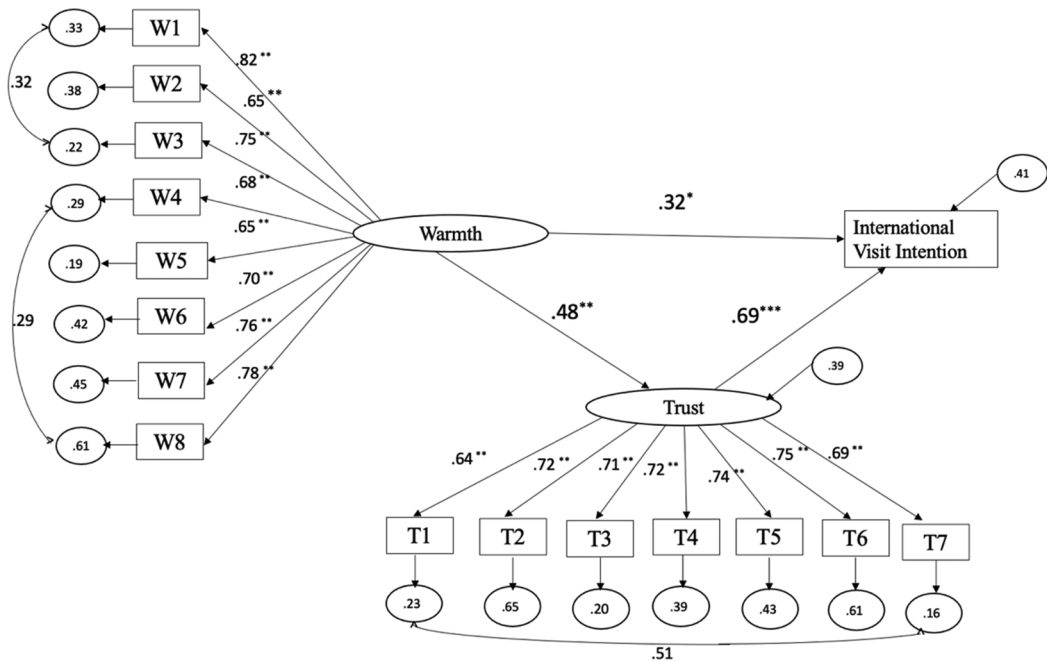 .33
W1
.82**
.32
.38
W2
.65**
.22
W3
.75**
.29
W4
.68**
.19
W5
.65**
.42
W6
.70**
.29
.45
W7
.76**
.61
W8
.78**
Warmth
.32*
.41
International
Visit Intention
.48**
.69***
.39
Trust
.64**
.72**
.71**
.72**
.74**
.75**
.69**
T1
T2
T3
T4
T5
T6
T7
.23
.65
.20
.39
.43
.61
.16
.51